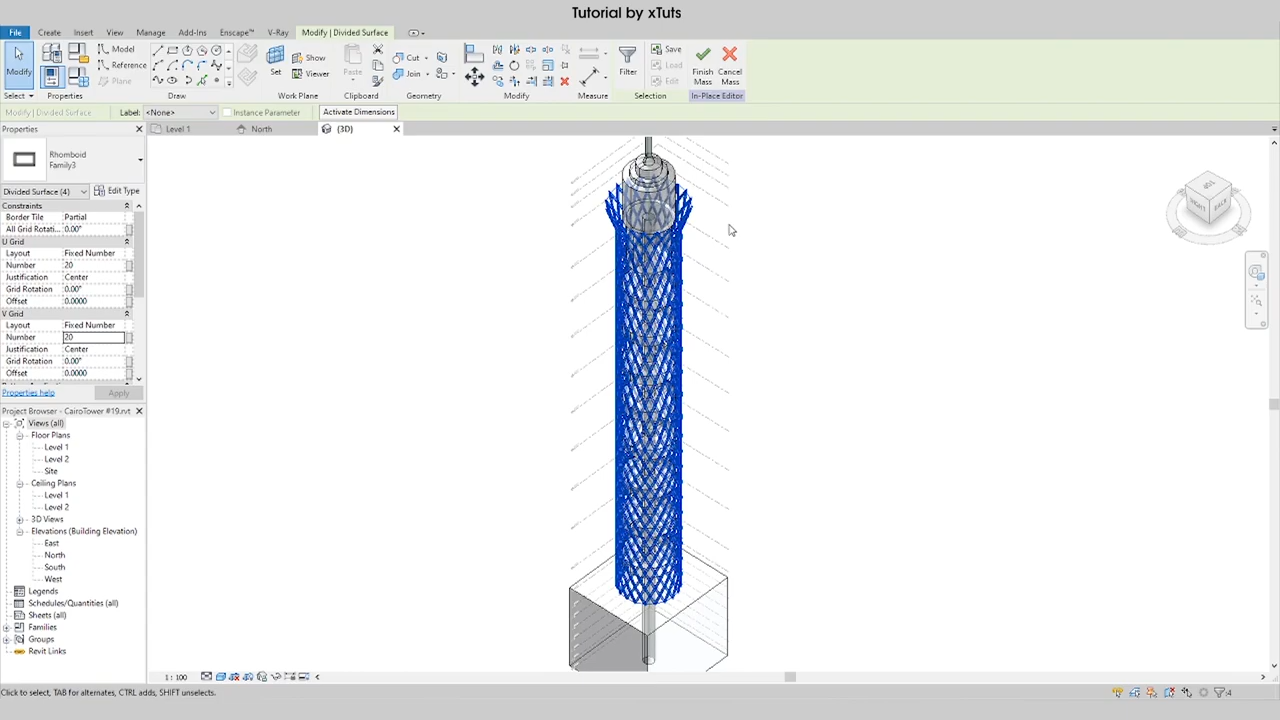 Tutorial by xTuts
File Create Insert View Manage Add-Ins Enscape™ V-Ray Modify | Divided Surface
Modify
Model
Reference
Plane
Set
Show
Viewer
Paste
Cut
Join
Filter
Save
Load
Edit
Finish Mass
Cancel Mass
Select Properties Draw Work Plane Clipboard Geometry Modify Measure Selection In-Place Editor
Modify | Divided Surface Label: <None> Instance Parameter Activate Dimensions
Properties
Level 1 North {3D}
Rhomboid
Family3
Divided Surface (4) Edit Type
Constraints
Border Tile Partial
All Grid Rotati... 0.00°
U Grid
Layout Fixed Number
Number 20
Justification Center
Grid Rotation 0.00°
Offset 0.0000
V Grid
Layout Fixed Number
Number 20
Justification Center
Grid Rotation 0.00°
Offset 0.0000
Properties help Apply
Project Browser - CairoTower #19.rvt
Views (all)
Floor Plans
Level 1
Level 2
Site
Ceiling Plans
Level 1
Level 2
3D Views
Elevations (Building Elevation)
East
North
South
West
Legends
Schedules/Quantities (all)
Sheets (all)
Families
Groups
Revit Links
RIGHT BACK
1 : 100
Click to select, TAB for alternates, CTRL adds, SHIFT unselects.
:4